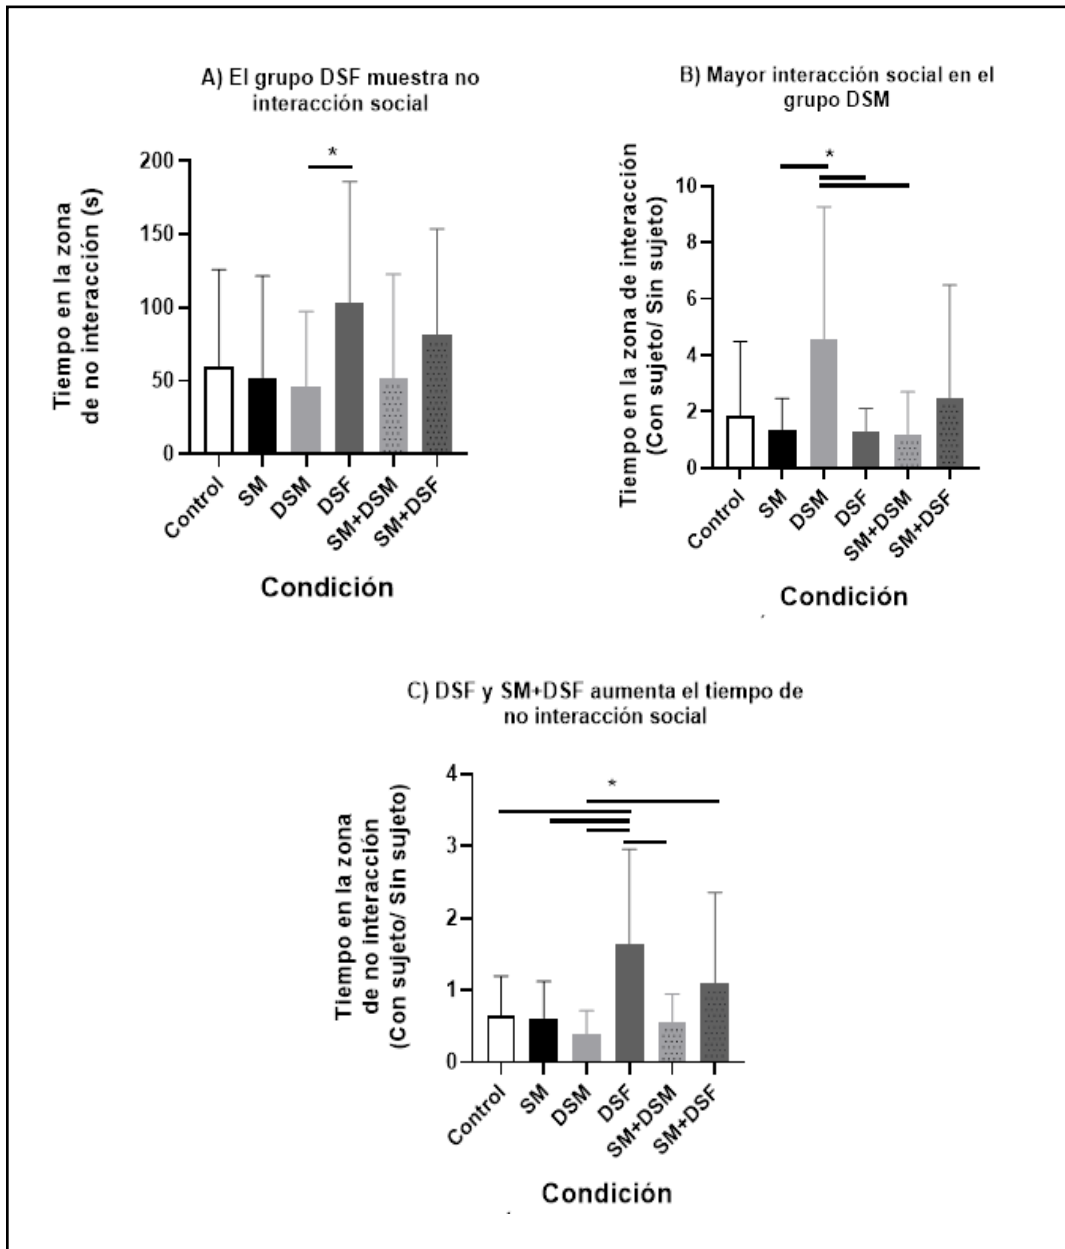 A) El grupo DSF muestra no
interacción social
Tiempo en la zona
de no interacción (s)
200
150
100
50
0
*
Control
SM
DSM
DSF
SM+DSM
SM+DSF
Condición
B) Mayor interacción social en el
grupo DSM
Tiempo en la zona de interacción
(Con sujeto/ Sin sujeto)
10
8
6
4
2
0
*
Control
SM
DSM
DSF
SM+DSM
SM+DSF
Condición
C) DSF y SM+DSF aumenta el tiempo de
no interacción social
Tiempo en la zona
de no interacción
(Con sujeto/ Sin sujeto)
4
3
2
1
0
*
Control
SM
DSM
DSF
SM+DSM
SM+DSF
Condición